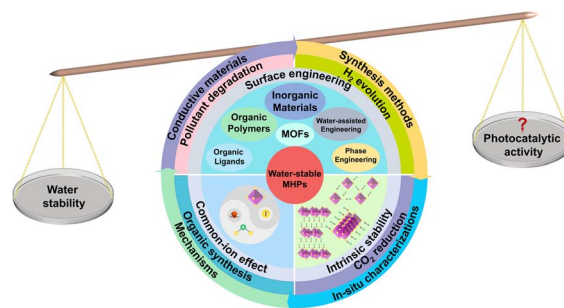 Conductive materials
Pollutant degradation
Synthesis methods
H₂ evolution
Surface engineering
Inorganic
Materials
Organic
Polymers
MOFs
Water-assisted
Engineering
Organic
Ligands
Phase
Engineering
Water-stable
MHPs
Water
stability
?
Photocatalytic
activity
Common-ion effect
Organic synthesis
Mechanisms
Intrinsic stability
CO₂ reduction
In-situ characterizations